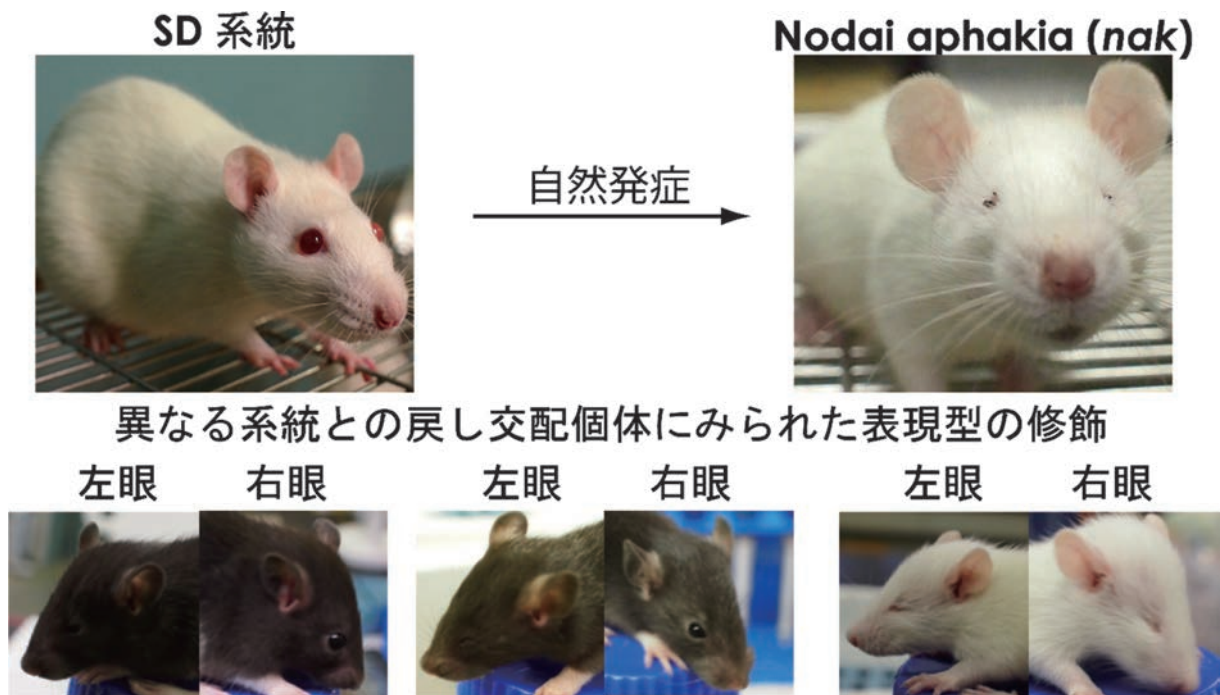 SD 系統
Nodai aphakia (nak)
自然発症
異なる系統との戻し交配個体にみられた表現型の修飾
左眼 右眼 左眼 右眼 左眼 右眼